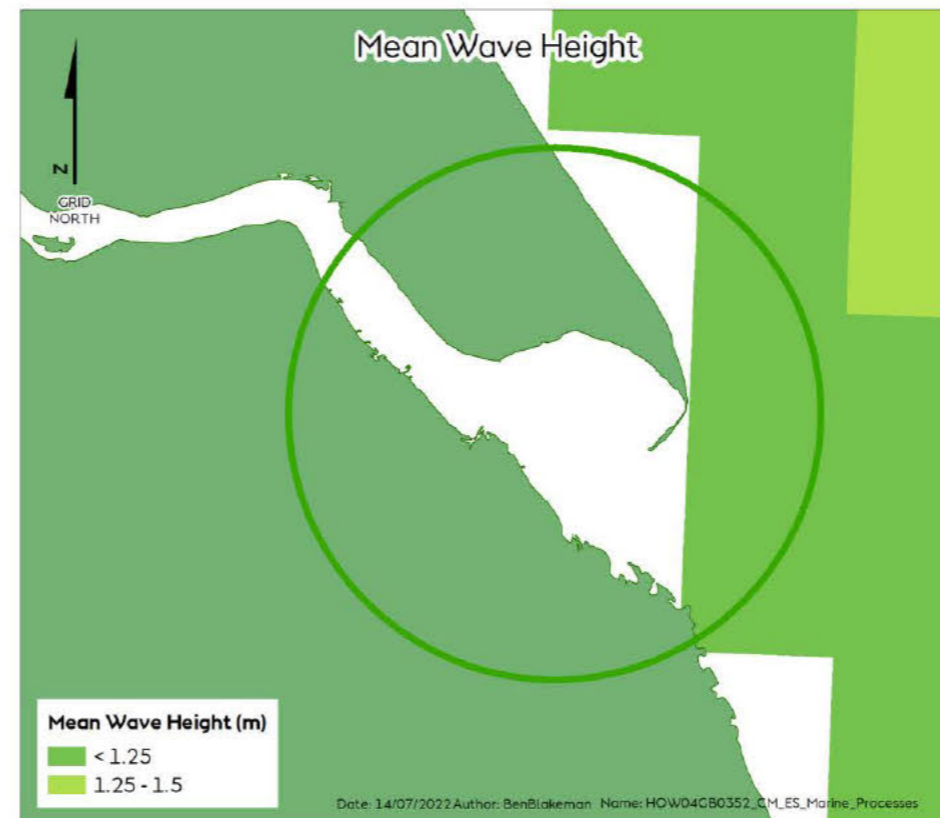 Mean Wave Height
N
GRID
NORTH
Mean Wave Height (m)
< 1.25
1.25 - 1.5
Date: 14/07/2022 Author: BenBlakeman Name: HOW04GB0352_CM_ES_Marine_Processes